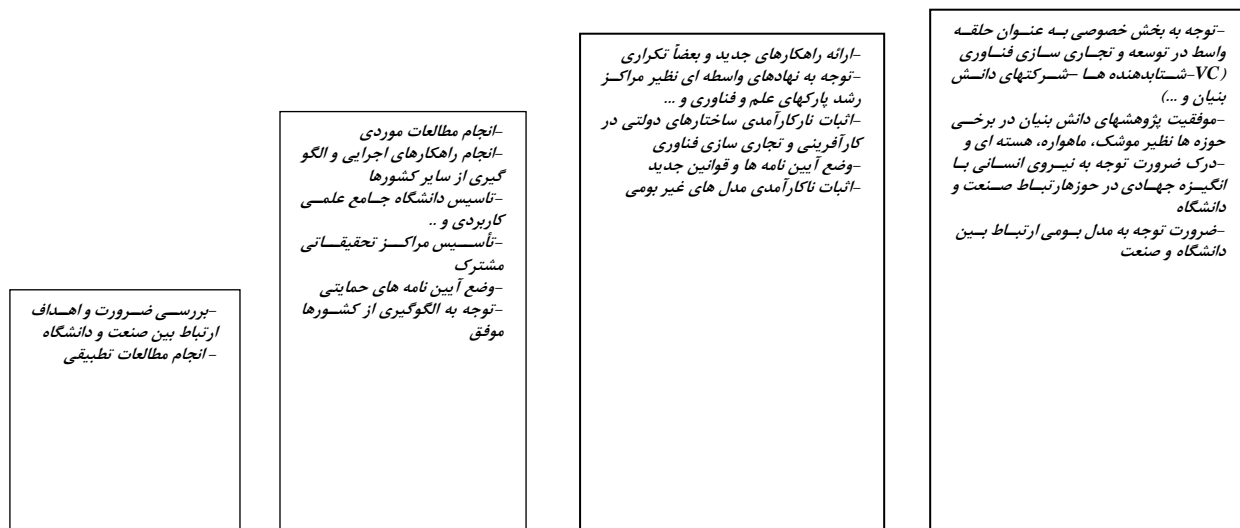 -بررسی ضرورت و اهداف
ارتباط بین صنعت و دانشگاه
- انجام مطالعات تطبیقی
-انجام مطالعات موردی
-انجام راهکارهای اجرایی و الگو
گیری از سایر کشورها
-تاسیس دانشگاه جامع علمی
کاربردی و ..
-تأسیس مراکز تحقیقاتی
مشترک
-وضع آیین نامه های حمایتی
-توجه به الگوگیری از کشورها
موفق
-ارائه راهکارهای جدید و بعضاً تکراری
-توجه به نهادهای واسطه ای نظیر مراکز
رشد پارکهای علم و فناوری و ...
-اثبات نارکارآمدی ساختارهای دولتی در
کارآفرینی و تجاری سازی فناوری
-وضع آیین نامه ها و قوانین جدید
-اثبات ناکارآمدی مدل های غیر بومی
-توجه به بخش خصوصی به عنوان حلقه
واسط در توسعه و تجاری سازی فناوری
(VC-شتابدهنده ها -شرکتهای دانش
بنیان و ...)
-موفقیت پژوهشهای دانش بنیان در برخی
حوزه ها نظیر موشک، ماهواره، هسته ای و
-درک ضرورت توجه به نیروی انسانی با
انگیزه جهادی در حوزهارتباط صنعت و
دانشگاه
-ضرورت توجه به مدل بومی ارتباط بین
دانشگاه و صنعت